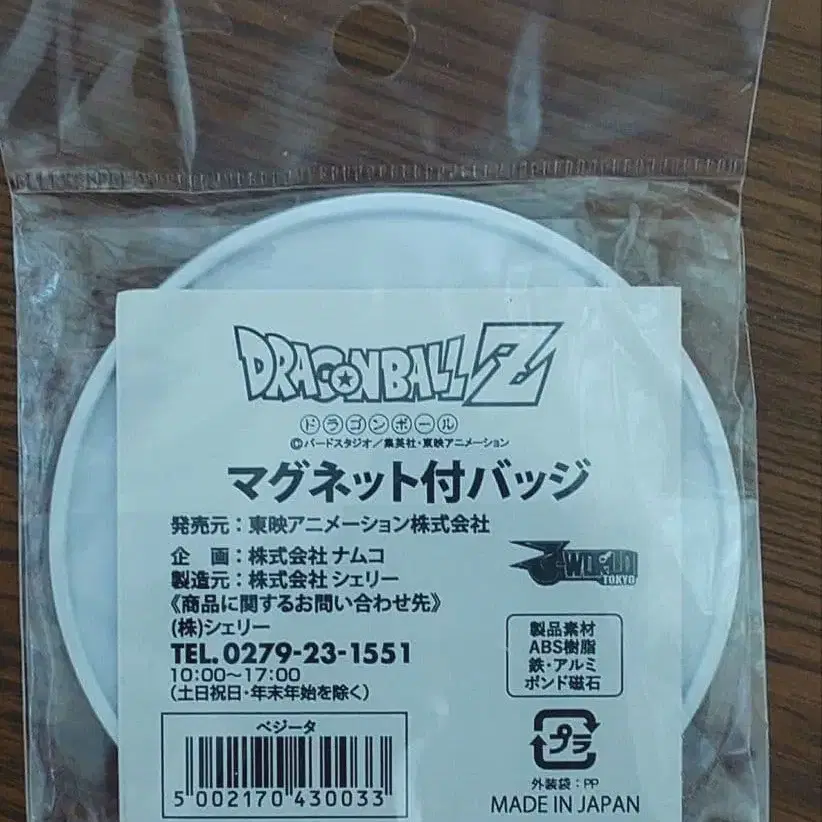 DRAGONBALL Z
ドラゴンボール
©バードスタジオ/集英社・東映アニメーション
マグネット付バッジ
発売元：東映アニメーション株式会社
企　画：株式会社 ナムコ
製造元：株式会社 シェリー
《商品に関するお問い合わせ先》
(株)シェリー
TEL. 0279-23-1551
10:00～17:00
(土日祝日・年末年始を除く)
J-WORLD
TOKYO
製品素材
ABS樹脂
鉄・アルミ
ボンド磁石
プラ
外装袋：PP
MADE IN JAPAN
ベジータ
5 002170 430033